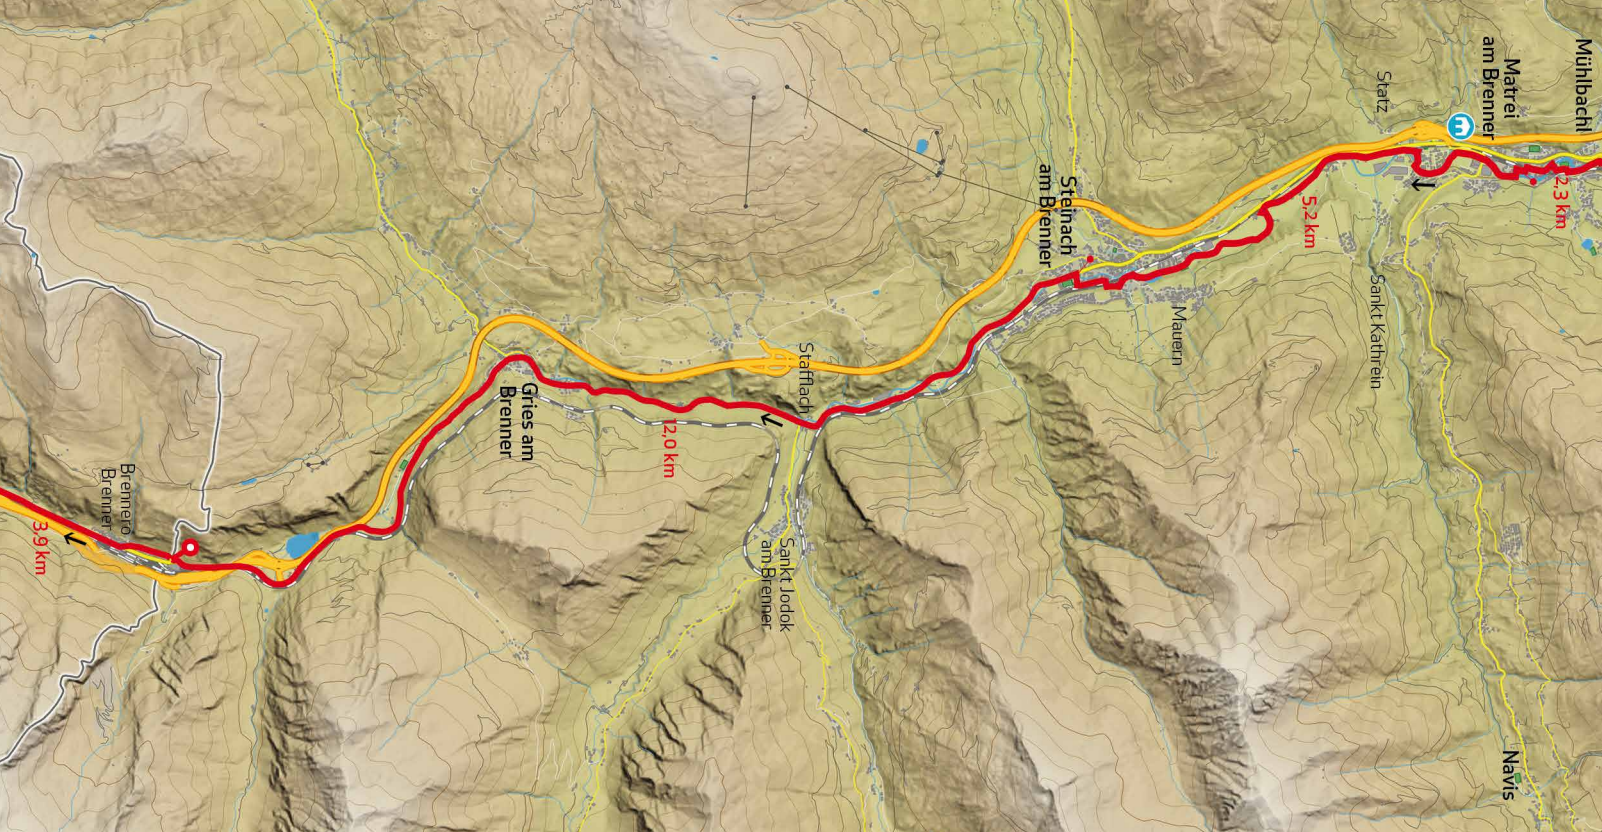 Mühlbachl
Matrei
am Brenner
Statz
2,3 km
5,2 km
Sankt Kathrein
Navis
Mauern
Steinach
am Brenner
Stafflach
Sankt Jodok
am Brenner
12,0 km
Gries am
Brenner
Brennero
Brenner
3,9 km